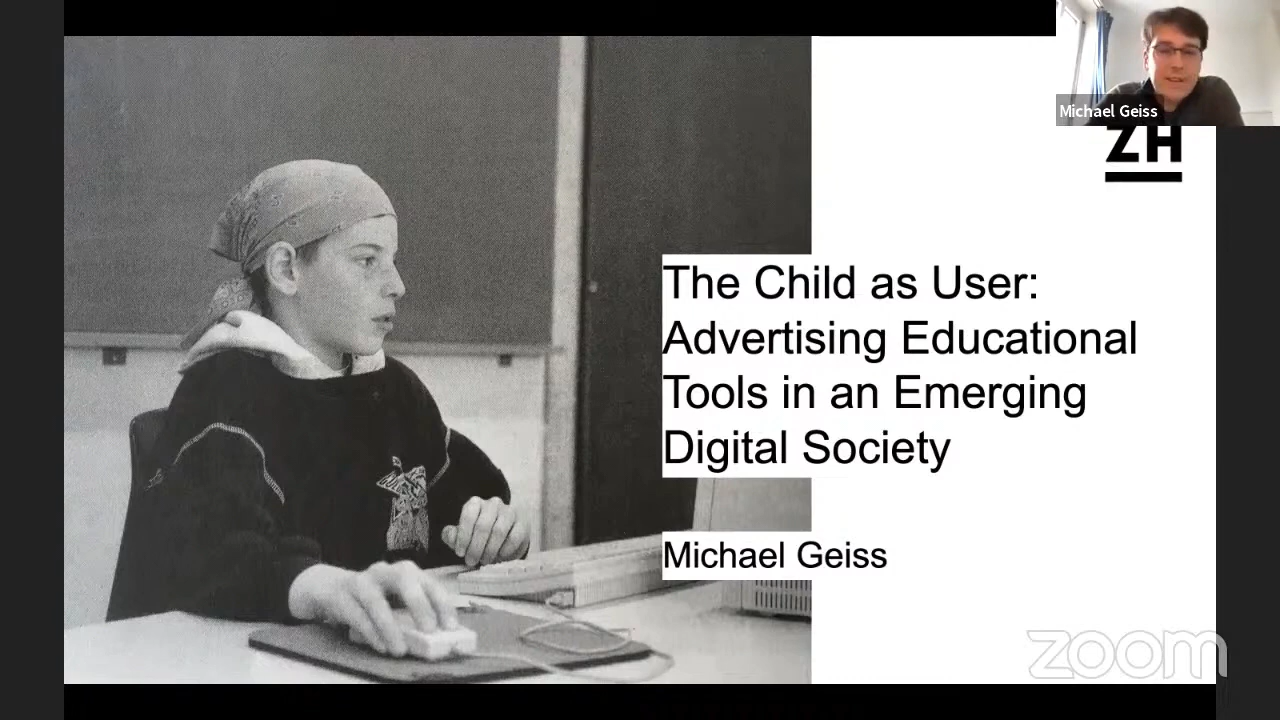 Michael Geiss
ZH
The Child as User:
Advertising Educational
Tools in an Emerging
Digital Society
Michael Geiss
zoom